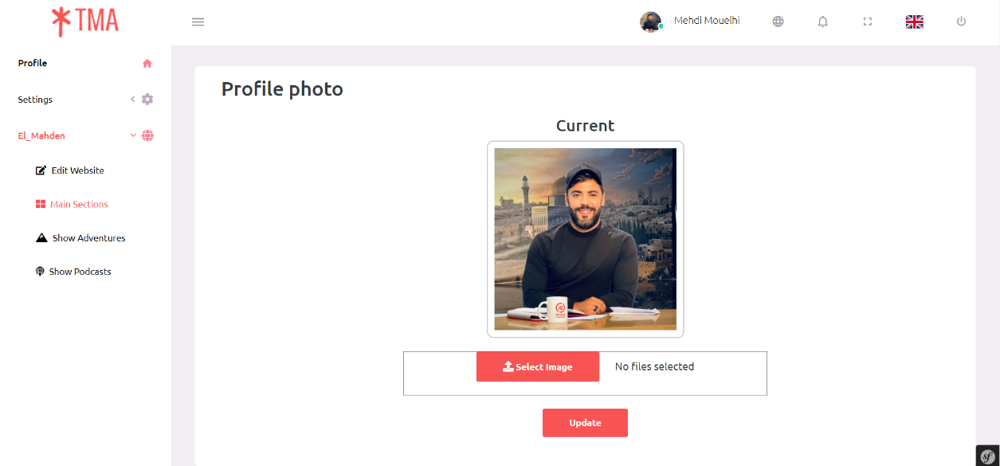 TMA
Mehdi Mouelhi
Profile
Settings
El_Mahden
Edit Website
Main Sections
Show Adventures
Show Podcasts
Profile photo
Current
Select Image
No files selected
Update
sf